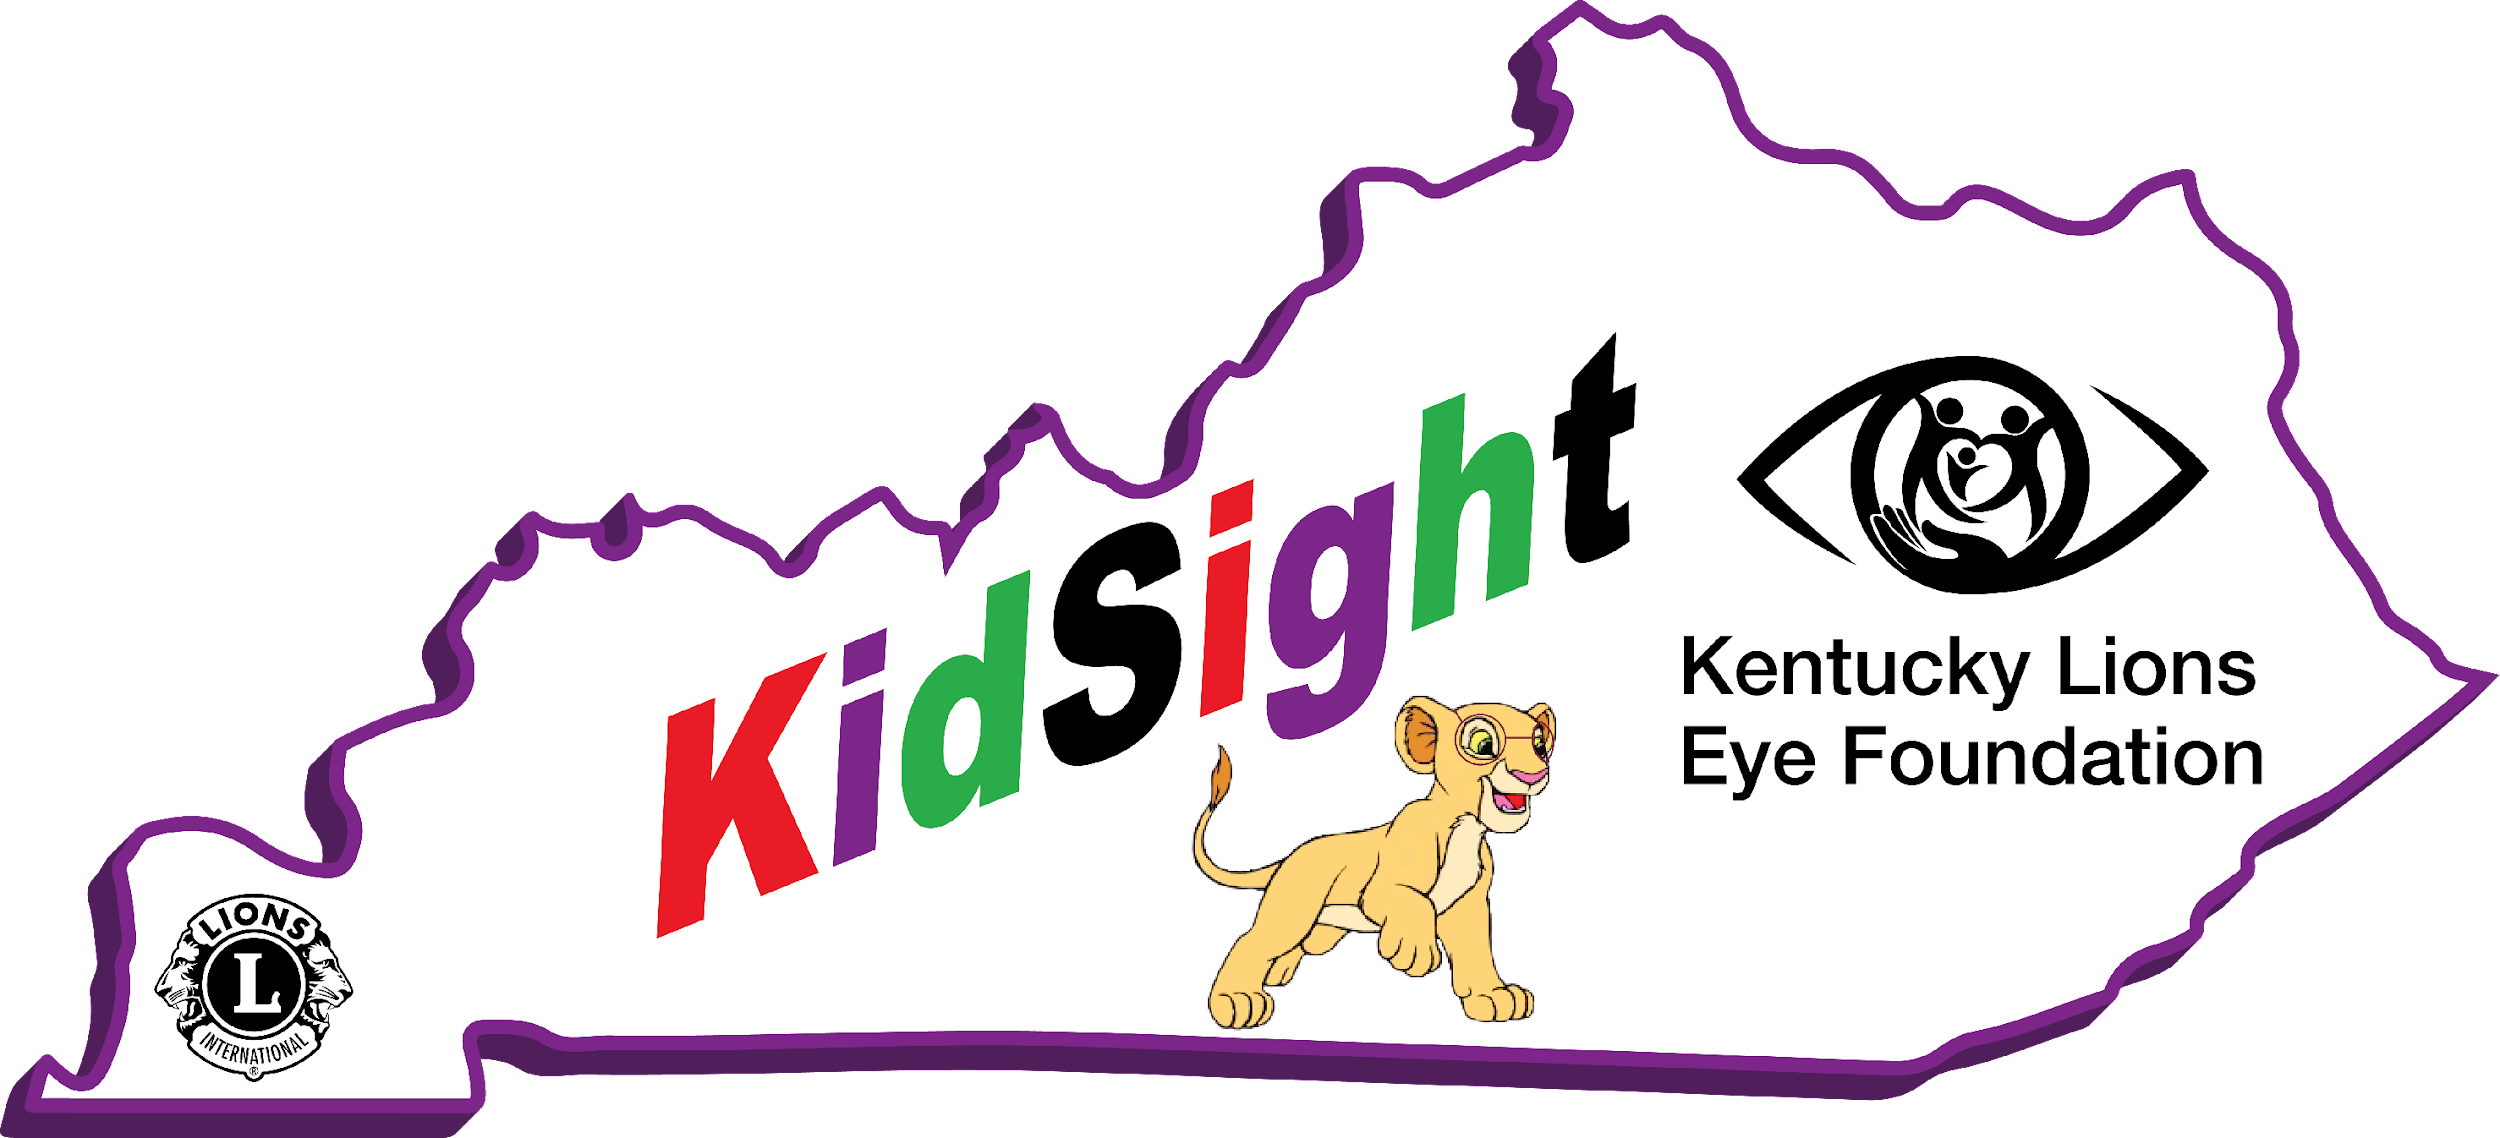 KidSight
Kentucky Lions
Eye Foundation
LIONS
L
INTERNATIONAL
®